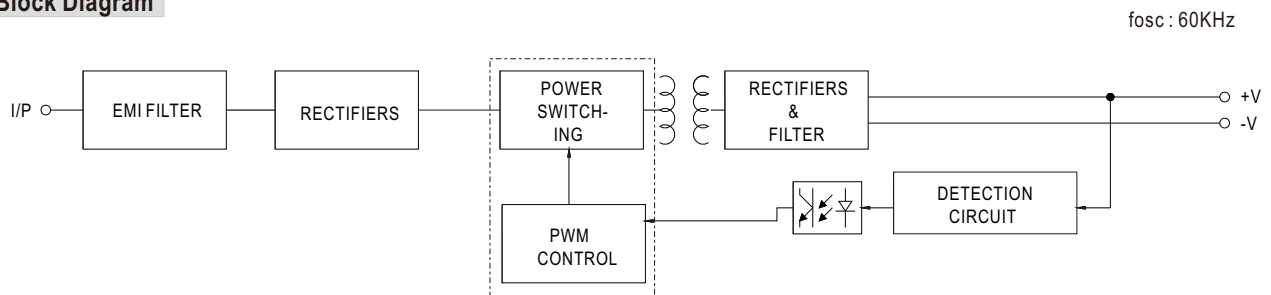 Block Diagram
fosc : 60KHz
I/P
EMI FILTER
RECTIFIERS
POWER
SWITCH-
ING
RECTIFIERS
&
FILTER
+V
-V
DETECTION
CIRCUIT
PWM
CONTROL